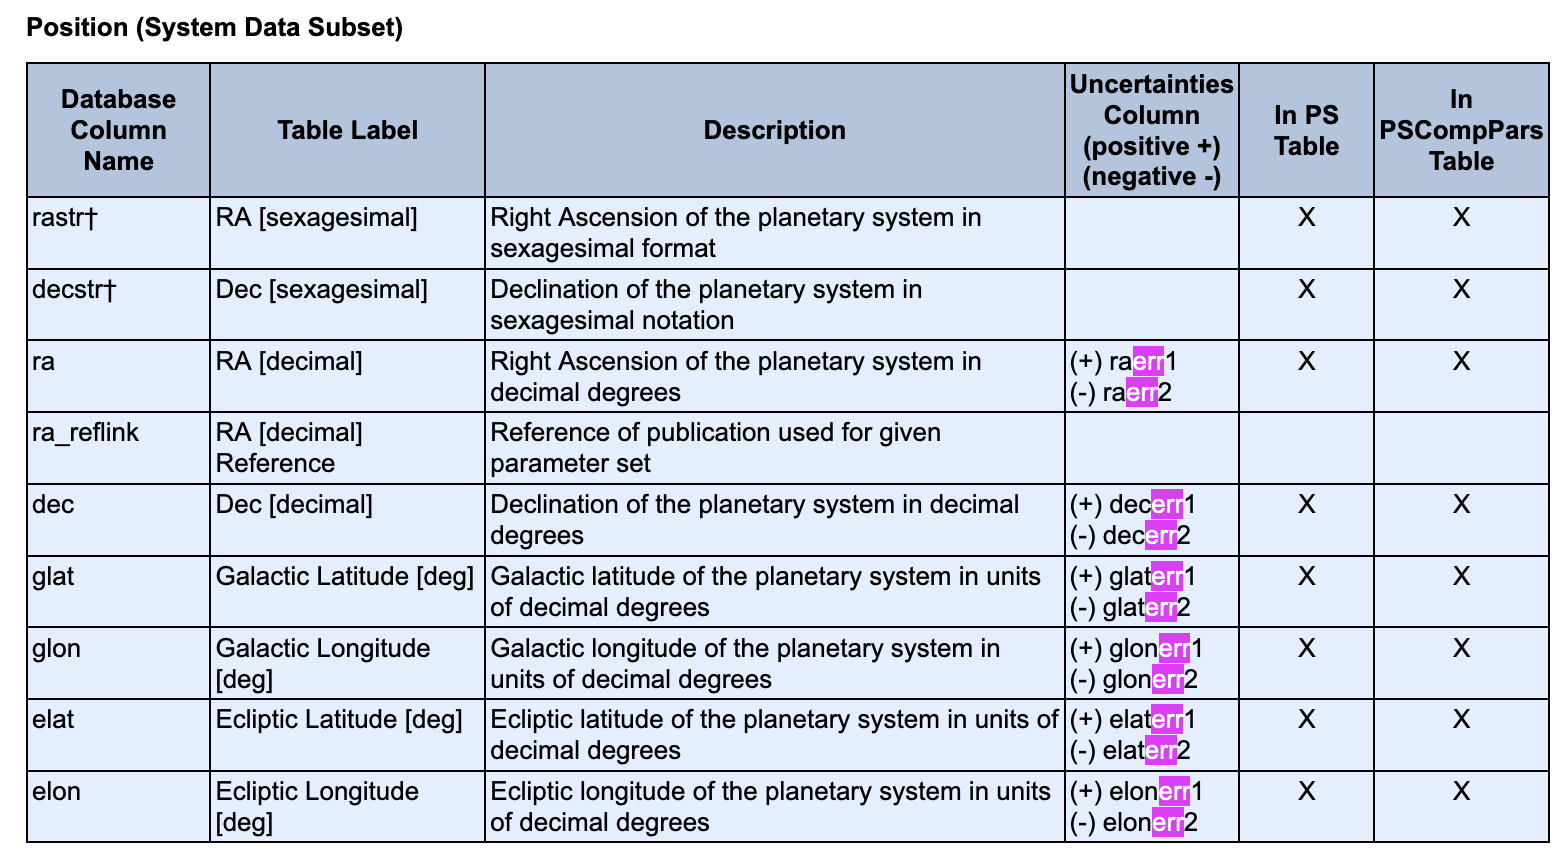 Position (System Data Subset)
Database
Column
Name
Table Label
Description
Uncertainties
Column
(positive +)
(negative -)
In PS
Table
In
PSCompPars
Table
rastr†
RA [sexagesimal]
Right Ascension of the planetary system in
sexagesimal format
X
X
decstr†
Dec [sexagesimal]
Declination of the planetary system in
sexagesimal notation
X
X
ra
RA [decimal]
Right Ascension of the planetary system in
decimal degrees
(+) raerr1
(-) raerr2
X
X
ra_reflink
RA [decimal]
Reference
Reference of publication used for given
parameter set
dec
Dec [decimal]
Declination of the planetary system in decimal
degrees
(+) decerr1
(-) decerr2
X
X
glat
Galactic Latitude [deg]
Galactic latitude of the planetary system in units
of decimal degrees
(+) glaterr1
(-) glaterr2
X
X
glon
Galactic Longitude
[deg]
Galactic longitude of the planetary system in
units of decimal degrees
(+) glonerr1
(-) glonerr2
X
X
elat
Ecliptic Latitude [deg]
Ecliptic latitude of the planetary system in units of
decimal degrees
(+) elaterr1
(-) elaterr2
X
X
elon
Ecliptic Longitude
[deg]
Ecliptic longitude of the planetary system in units
of decimal degrees
(+) elonerr1
(-) elonerr2
X
X